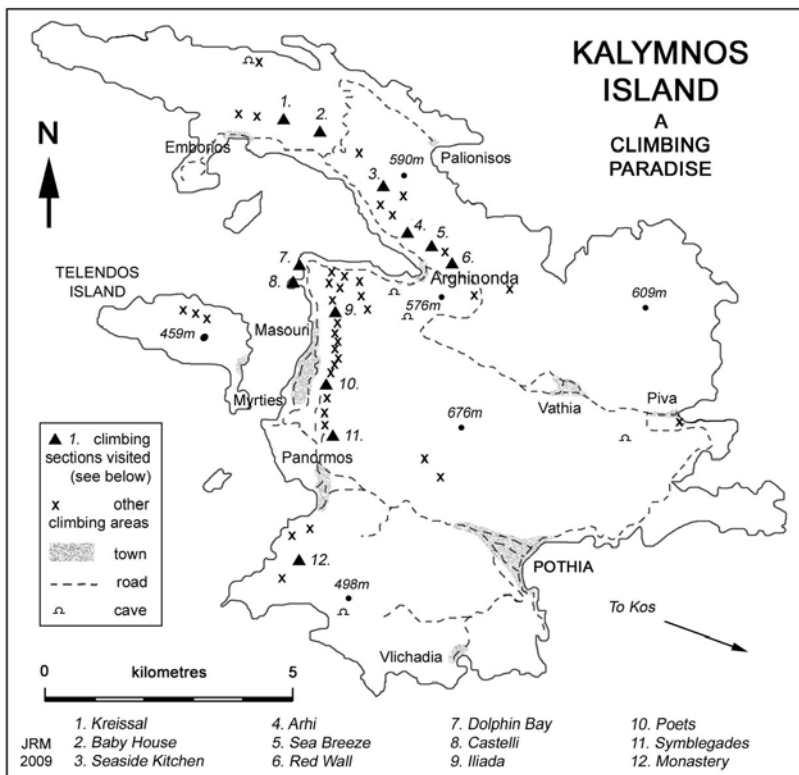 KALYMNOS
ISLAND
A
CLIMBING
PARADISE
N
1.
2.
Emborios
Palionisos
590m
3.
4.
5.
6.
7.
8.
Arghinonda
576m
TELENDOS
ISLAND
609m
9.
Masouri
459m
10.
Myrties
Vathia
Piva
676m
11.
Panormos
▲ 1. climbing
sections visited
(see below)
x other
climbing areas
town
road
cave
12.
POTHIA
498m
To Kos
Vlichadia
0 kilometres 5
1. Kreissal 4. Arhi 7. Dolphin Bay 10. Poets
JRM 2. Baby House 5. Sea Breeze 8. Castelli 11. Symblegades
2009 3. Seaside Kitchen 6. Red Wall 9. Iliada 12. Monastery